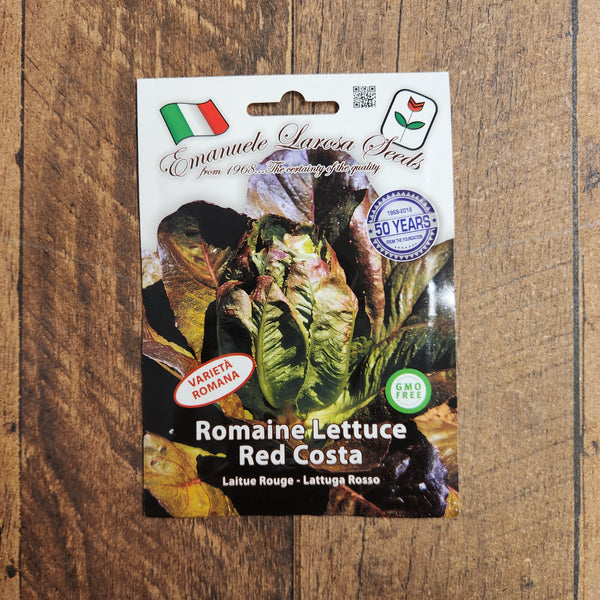 Emanuele Larosa Seeds
from 1968....The certainty of the quality
1968-2018
50 YEARS
FROM THE FOUNDATION
VARIETÀ
ROMANA
GMO
FREE
Romaine Lettuce
Red Costa
Laitue Rouge - Lattuga Rosso